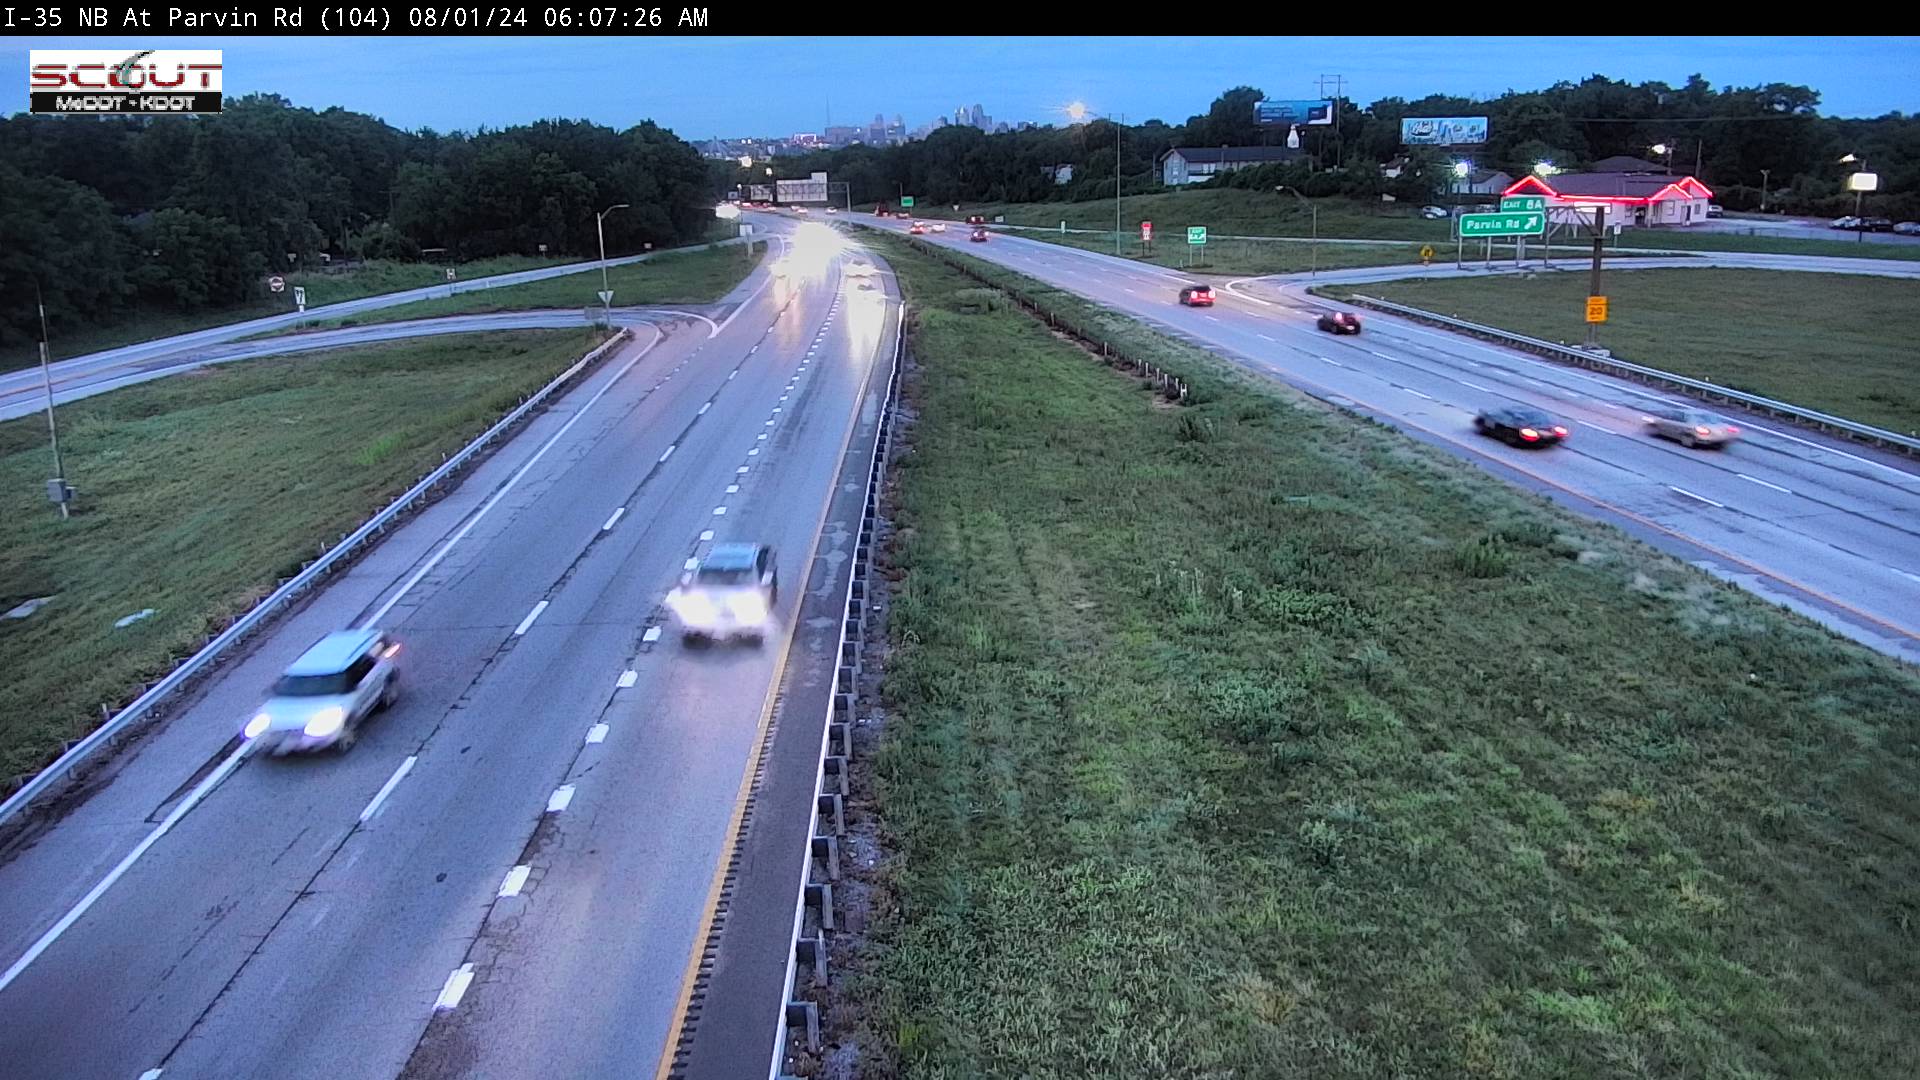 I-35 NB At Parvin Rd (104) 08/01/24 06:07:26 AM
SCOUT
MoDOT - KDOT
EXIT 8A
Parvin Rd
20